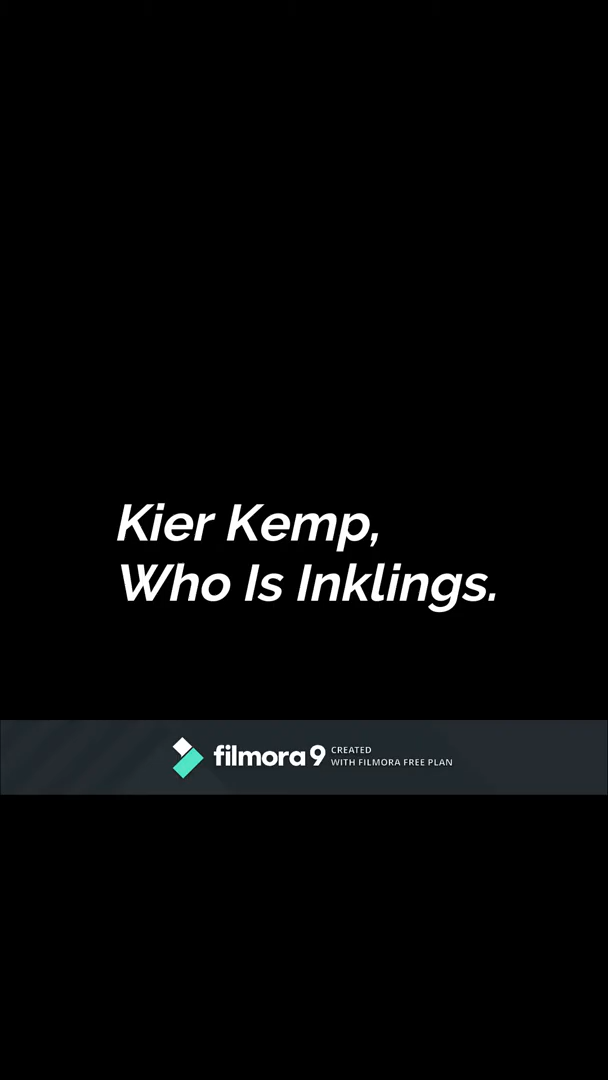 Kier Kemp,
Who Is Inklings.
filmora 9 CREATED
WITH FILMORA FREE PLAN